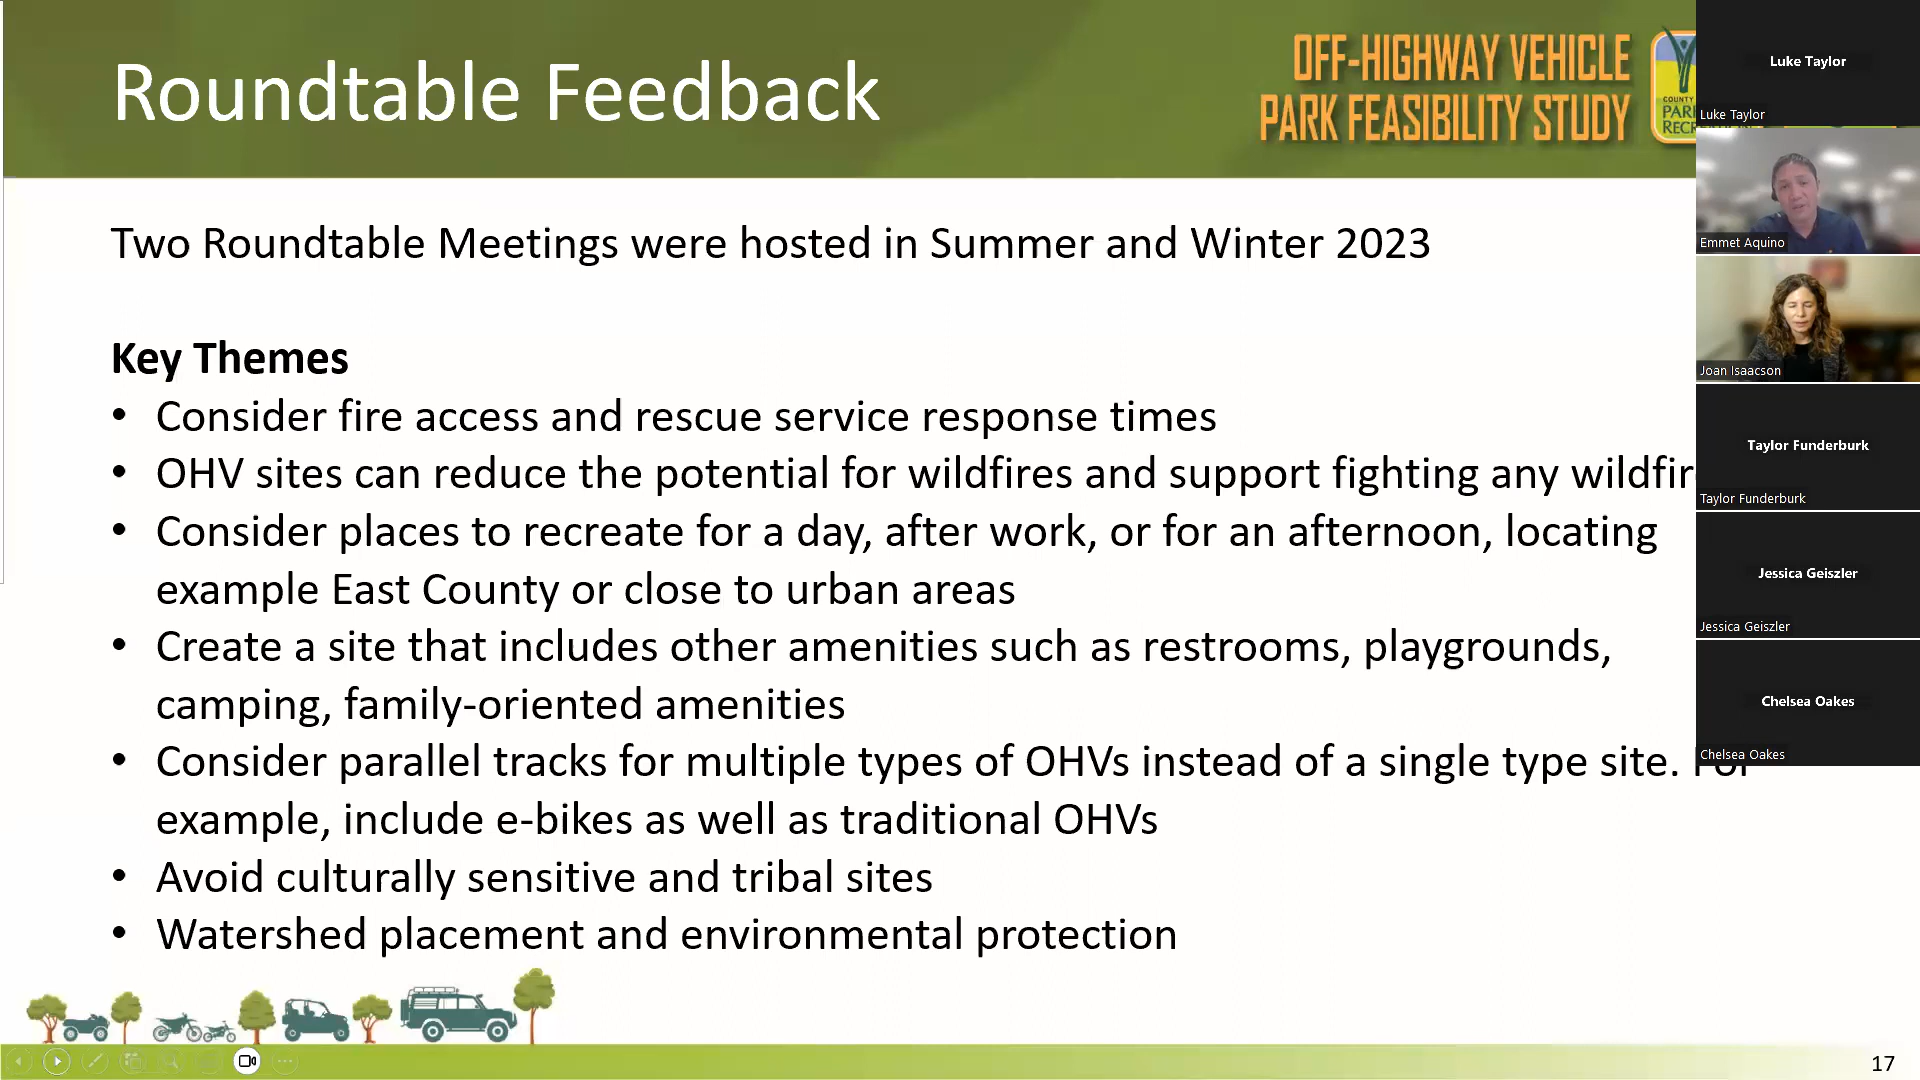 Roundtable Feedback
OFF-HIGHWAY VEHICLE
PARK FEASIBILITY STUDY
COUNTY
Two Roundtable Meetings were hosted in Summer and Winter 2023
Key Themes
• Consider fire access and rescue service response times
• OHV sites can reduce the potential for wildfires and support fighting any
• Consider places to recreate for a day, after work, or for an afternoon, locating
example East County or close to urban areas
• Create a site that includes other amenities such as restrooms, playgrounds,
camping, family-oriented amenities
• Consider parallel tracks for multiple types of OHVs instead of a single type site. For
example, include e-bikes as well as traditional OHVs
• Avoid culturally sensitive and tribal sites
• Watershed placement and environmental protection
17
Luke Taylor
Luke Taylor
Emmet Aquino
Joan Isaacson
Taylor Funderburk
Taylor Funderburk
Jessica Geiszler
Jessica Geiszler
Chelsea Oakes
Chelsea Oakes